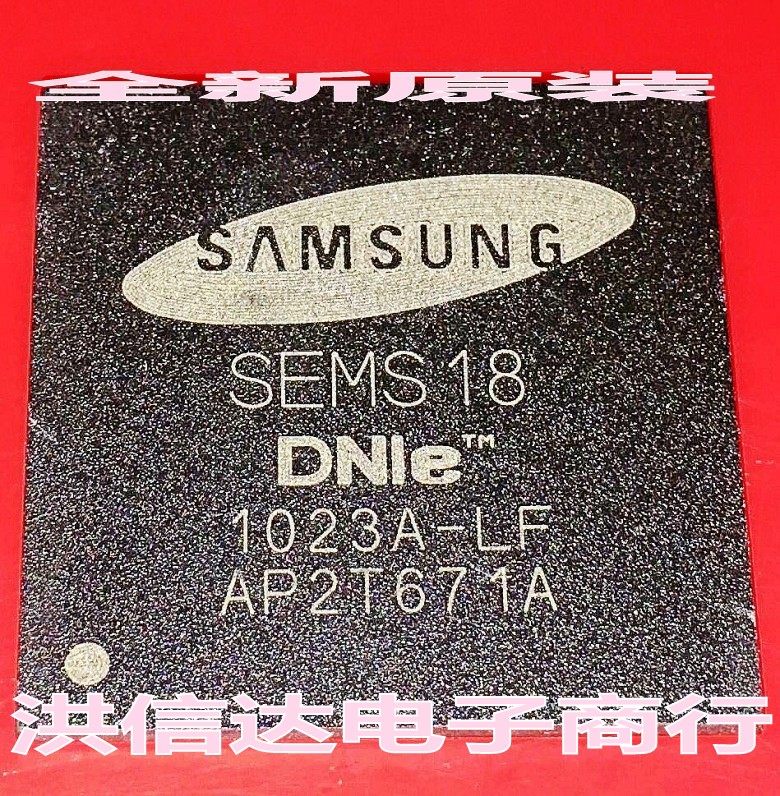 全新原装
SAMSUNG
SEMS18
DNIe™
1023A-LF
AP2T671A
洪信达电子商行